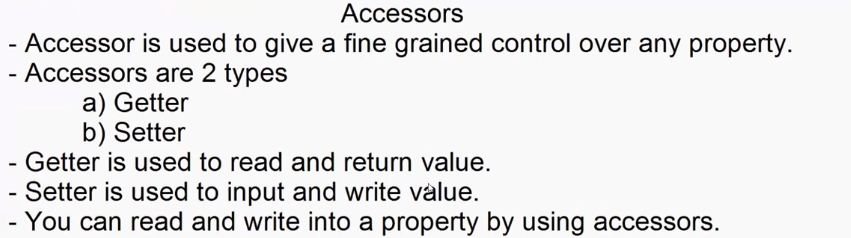 Accessors
- Accessor is used to give a fine grained control over any property.
- Accessors are 2 types
a) Getter
b) Setter
- Getter is used to read and return value.
- Setter is used to input and write value.
- You can read and write into a property by using accessors.